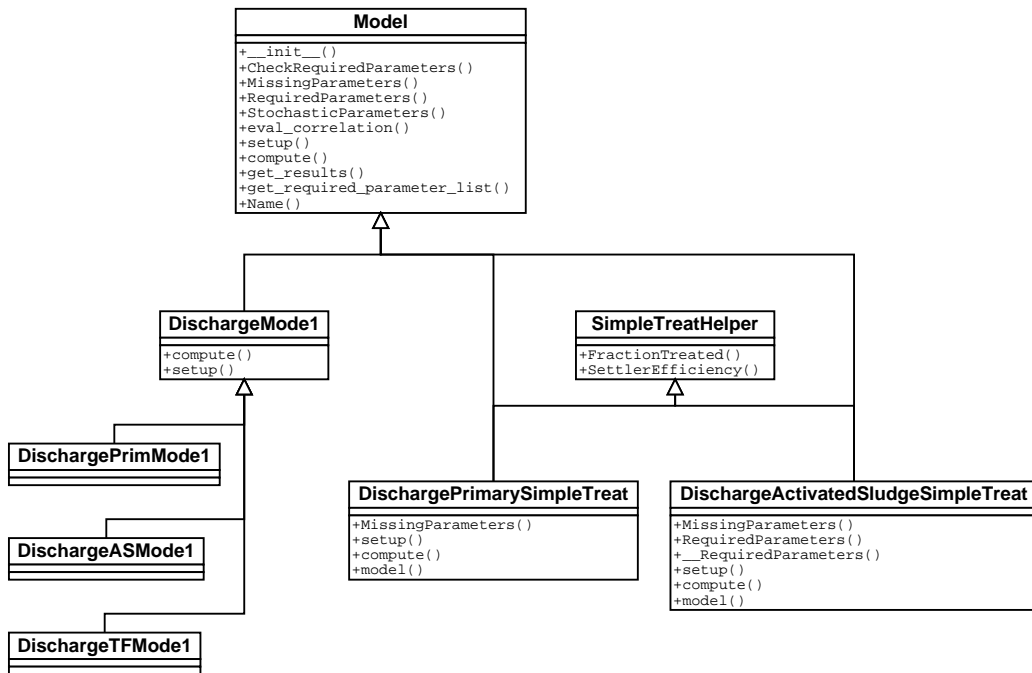 Model
+__init__()
+CheckRequiredParameters()
+MissingParameters()
+RequiredParameters()
+StochasticParameters()
+eval_correlation()
+setup()
+compute()
+get_results()
+get_required_parameter_list()
+Name()
DischargeMode1
+compute()
+setup()
SimpleTreatHelper
+FractionTreated()
+SettlerEfficiency()
DischargePrimMode1
DischargeASMode1
DischargeTFMode1
DischargePrimarySimpleTreat
+MissingParameters()
+setup()
+compute()
+model()
DischargeActivatedSludgeSimpleTreat
+MissingParameters()
+RequiredParameters()
+__RequiredParameters()
+setup()
+compute()
+model()